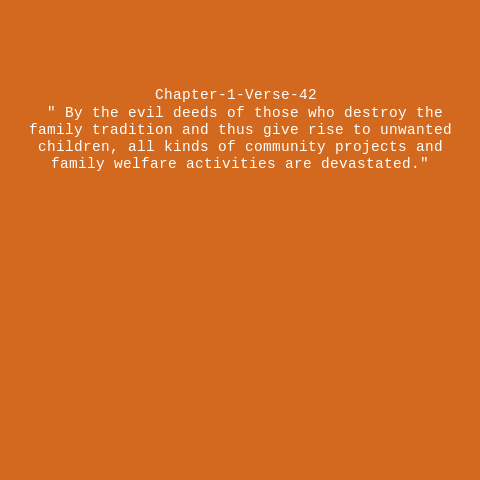 Chapter-1-Verse-42
" By the evil deeds of those who destroy the
family tradition and thus give rise to unwanted
children, all kinds of community projects and
family welfare activities are devastated."